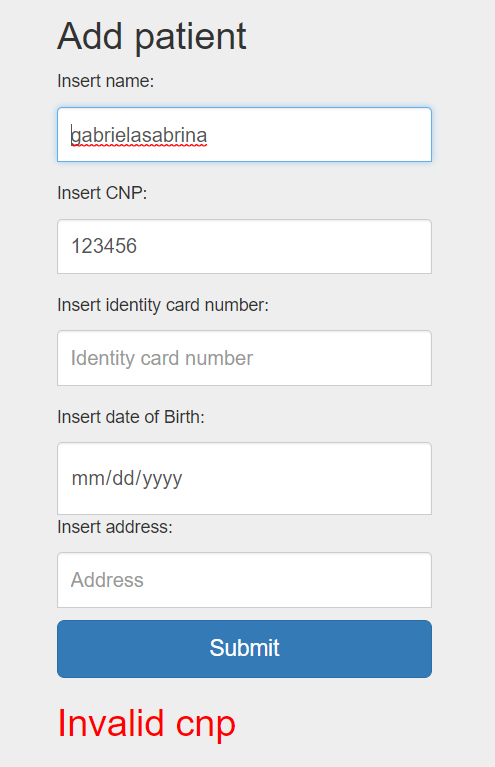 Add patient
Insert name:
gabrielasabrina
Insert CNP:
123456
Insert identity card number:
Identity card number
Insert date of Birth:
mm/dd/yyyy
Insert address:
Address
Submit
Invalid cnp